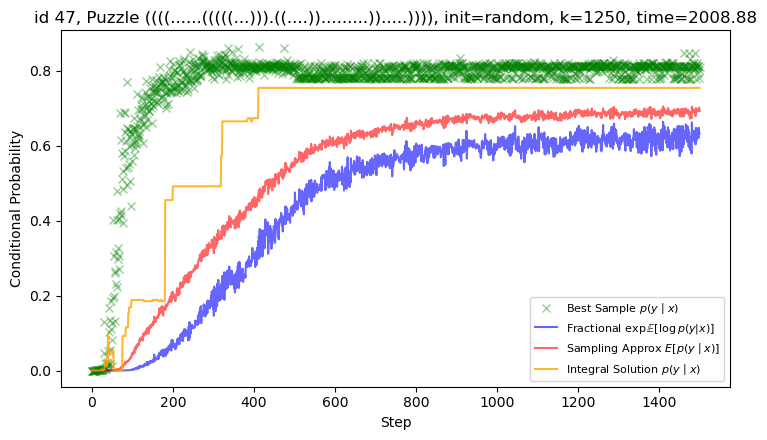 id 47, Puzzle ((((......(((((...))).((....)).........)).....)))), init=random, k=1250, time=2008.88
Conditional Probability
0.8
0.6
0.4
0.2
0.0
0 200 400 600 800 1000 1200 1400
Step
Best Sample p(y | x)
Fractional exp𝔼[log p(y|x)]
Sampling Approx E[p(y | x)]
Integral Solution p(y | x)